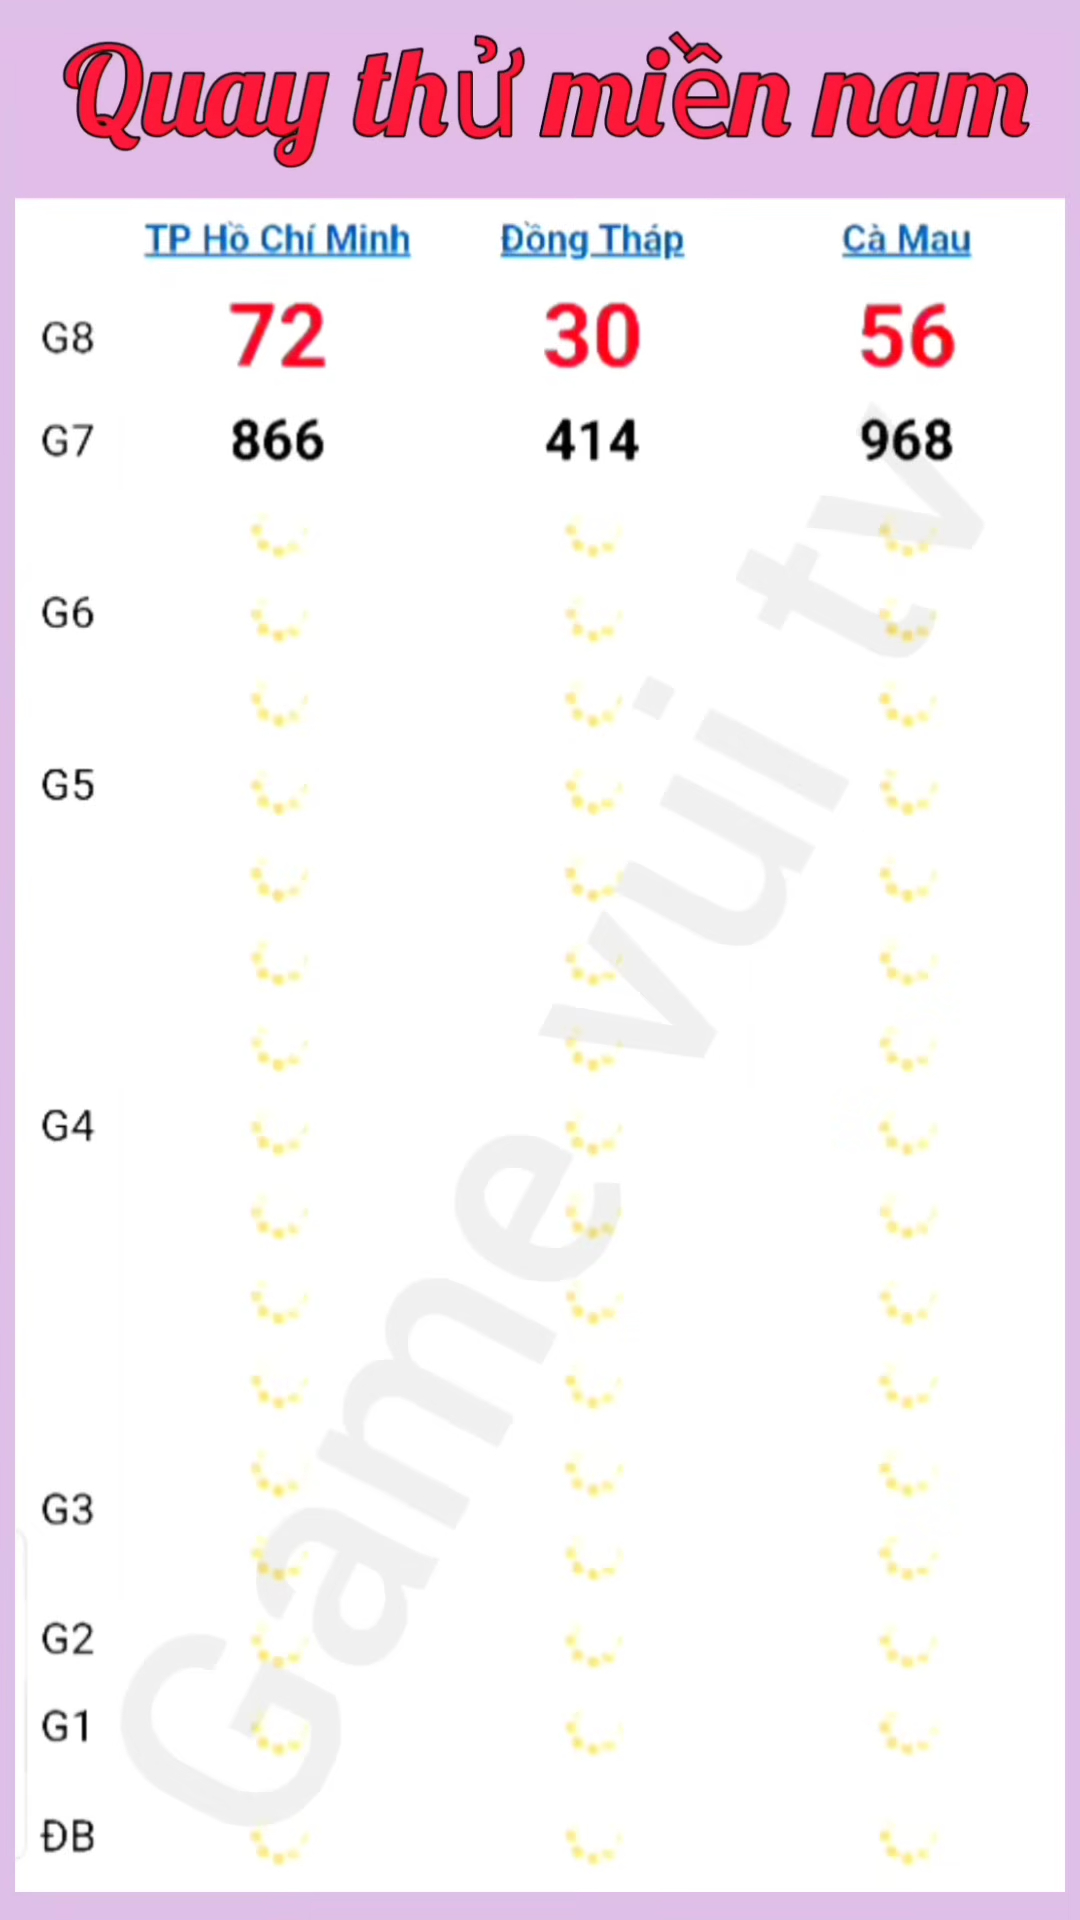 Quay thử miền nam
TP Hồ Chí Minh Đồng Tháp Cà Mau
G8 72 30 56
G7 866 414 968
G6
G5
G4
G3
G2
G1
ĐB
Game vui tv